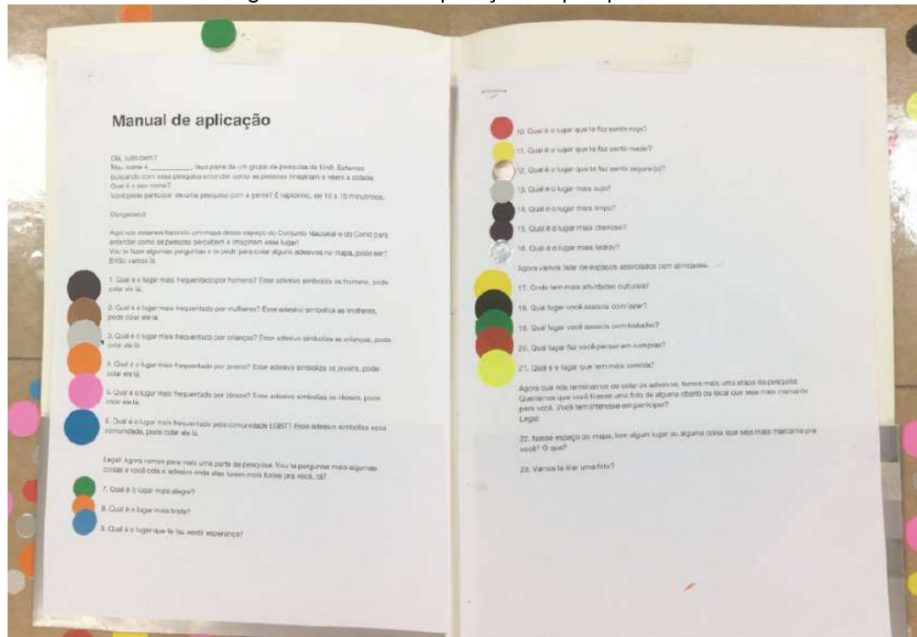 Manual de aplicação
Olá, tudo bem?
Meu nome é __________, faço parte de um grupo de pesquisa da UnB. Estamos
buscando com essa pesquisa entender como as pessoas imaginam e vêem a cidade.
Qual é o seu nome?
Você pode participar de uma pesquisa com a gente? É rapidinho, de 10 a 15 minutinhos.
Obrigada(o)
Aqui nós estamos fazendo um mapa desse espaço do Conjunto Nacional e do Conic para
entender como as pessoas percebem e imaginam esse lugar!
Vou te fazer algumas perguntas e te pedir para colar alguns adesivos no mapa, pode ser?
Então vamos lá.
1. Qual é o lugar mais frequentado por homens? Esse adesivo simboliza os homens, pode
colar ele lá.
2. Qual é o lugar mais frequentado por mulheres? Esse adesivo simboliza as mulheres,
pode colar ele lá
3. Qual é o lugar mais frequentado por crianças? Esse adesivo simboliza as crianças, pode
colar ele lá.
4. Qual é o lugar mais frequentado por jovens? Esse adesivo simboliza os jovens, pode
colar ele lá
5. Qual é o lugar mais frequentado por idosos? Esse adesivo simboliza os idosos, pode
colar ele lá
6. Qual é o lugar mais frequentado pela comunidade LGBT? Esse adesivo simboliza essa
comunidade, pode colar ele lá.
Legal! Agora vamos para mais uma parte da pesquisa. Vou te perguntar mais algumas
coisas e você cola o adesivo onde elas forem mais fortes pra você, tá?
7. Qual é o lugar mais alegre?
8. Qual é o lugar mais triste?
9. Qual é o lugar que te faz sentir esperança?
10. Qual é o lugar que te faz sentir nojo?
11. Qual é o lugar que te faz sentir medo?
12. Qual é o lugar que te faz sentir segura (o)?
13. Qual é o lugar mais sujo?
14. Qual é o lugar mais limpo?
15. Qual é o lugar mais cheiroso?
16. Qual é o lugar mais fedido?
Agora vamos falar de espaços associados com atividades.
17. Onde tem mais atividades culturais?
18. Que lugar você associa com lazer?
19. Qual lugar você associa com trabalho?
20. Qual lugar faz você pensar em compras?
21. Qual é o lugar que tem mais comida?
Agora que nós terminamos de colar os adesivos, temos mais uma etapa da pesquisa.
Queríamos que você tirasse uma foto de algum objeto ou local que seja mais marcante
para você. Você tem interesse em participar?
Legal!
22. Nesse espaço do mapa, tem algum lugar ou alguma coisa que seja mais marcante pra
você? O que?
23. Vamos lá tirar uma foto?